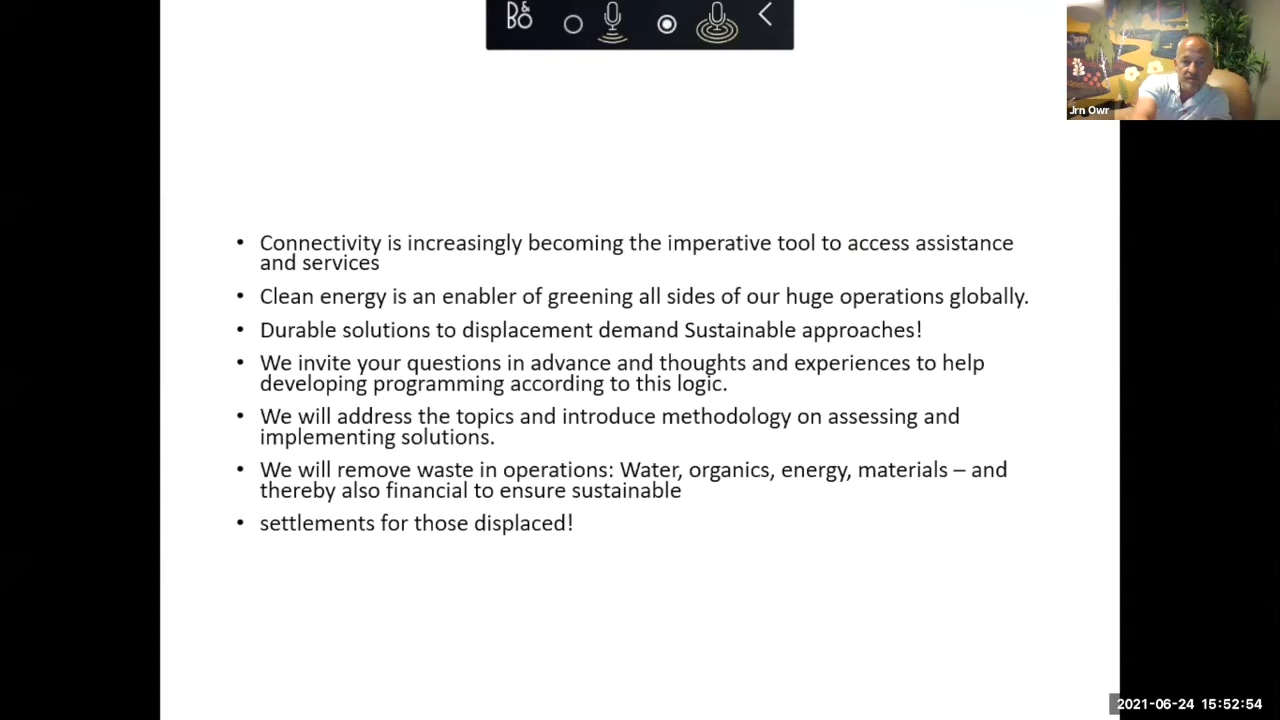 B&O
Jrn Owr
• Connectivity is increasingly becoming the imperative tool to access assistance
and services
• Clean energy is an enabler of greening all sides of our huge operations globally.
• Durable solutions to displacement demand Sustainable approaches!
• We invite your questions in advance and thoughts and experiences to help
developing programming according to this logic.
• We will address the topics and introduce methodology on assessing and
implementing solutions.
• We will remove waste in operations: Water, organics, energy, materials – and
thereby also financial to ensure sustainable
• settlements for those displaced!
2021-06-24 15:52:54